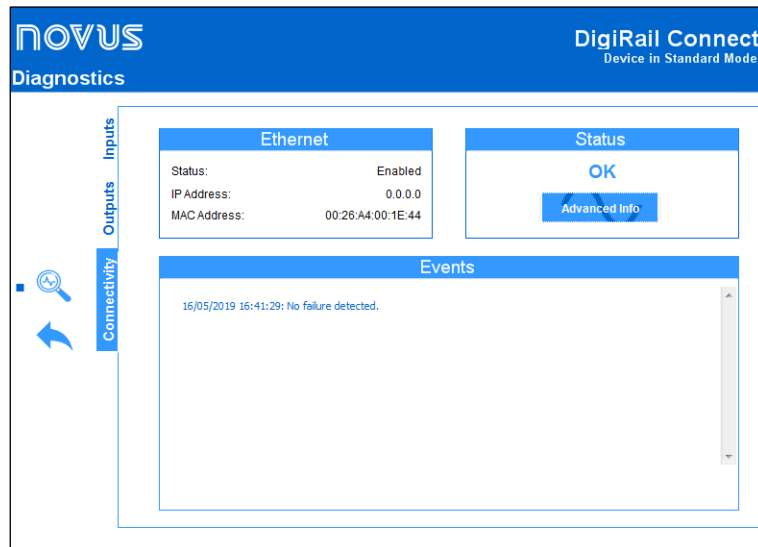 novus
DigiRail Connect
Device in Standard Mode
Diagnostics
Inputs
Outputs
Connectivity
Ethernet
Status: Enabled
IP Address: 0.0.0.0
MAC Address: 00:26:A4:00:1E:44
Status
OK
Advanced Info
Events
16/05/2019 16:41:29: No failure detected.